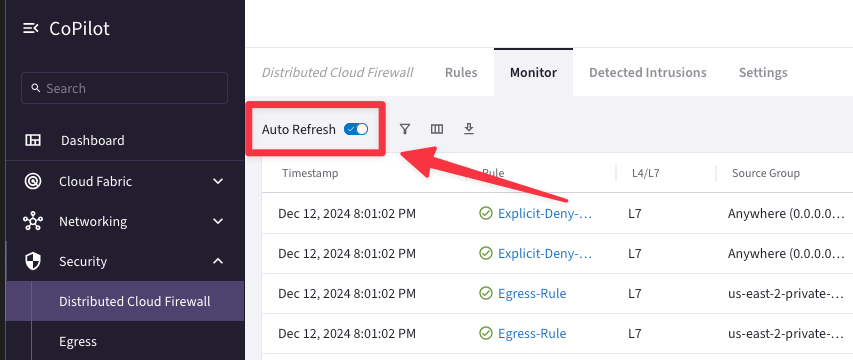 CoPilot
Search
Dashboard
Cloud Fabric
Networking
Security
Distributed Cloud Firewall
Egress
Distributed Cloud Firewall Rules Monitor Detected Intrusions Settings
Auto Refresh
Timestamp Rule L4/L7 Source Group
Dec 12, 2024 8:01:02 PM Explicit-Deny-... L7 Anywhere (0.0.0.0...
Dec 12, 2024 8:01:02 PM Explicit-Deny-... L7 Anywhere (0.0.0.0...
Dec 12, 2024 8:01:02 PM Egress-Rule L7 us-east-2-private-...
Dec 12, 2024 8:01:02 PM Egress-Rule L7 us-east-2-private-...